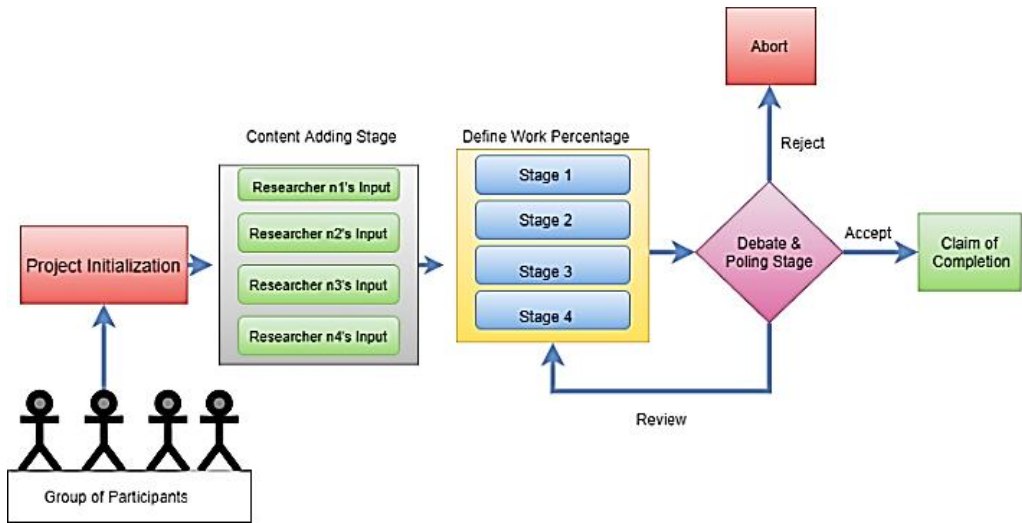 Abort
Content Adding Stage
Define Work Percentage
Reject
Researcher n1's Input
Stage 1
Researcher n2's Input
Stage 2
Accept
Project Initialization
Researcher n3's Input
Stage 3
Debate &
Poling Stage
Claim of
Completion
Researcher n4's Input
Stage 4
Review
Group of Participants